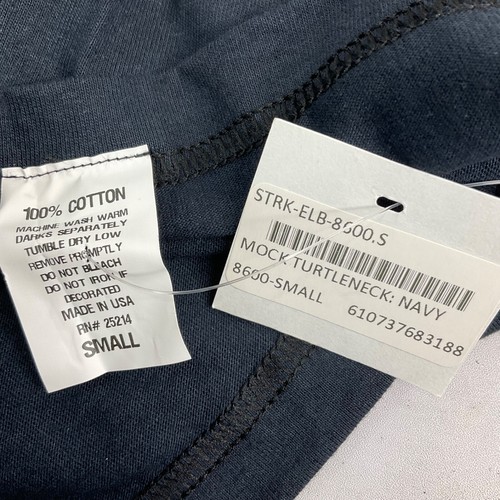 100% COTTON
MACHINE WASH WARM
DARKS SEPARATELY
TUMBLE DRY LOW
REMOVE PROMPTLY
DO NOT BLEACH
DO NOT IRON IF
DECORATED
MADE IN USA
RN# 25214
SMALL
STRK-ELB-8600.S
MOCK TURTLENECK: NAVY
8600-SMALL
610737683188